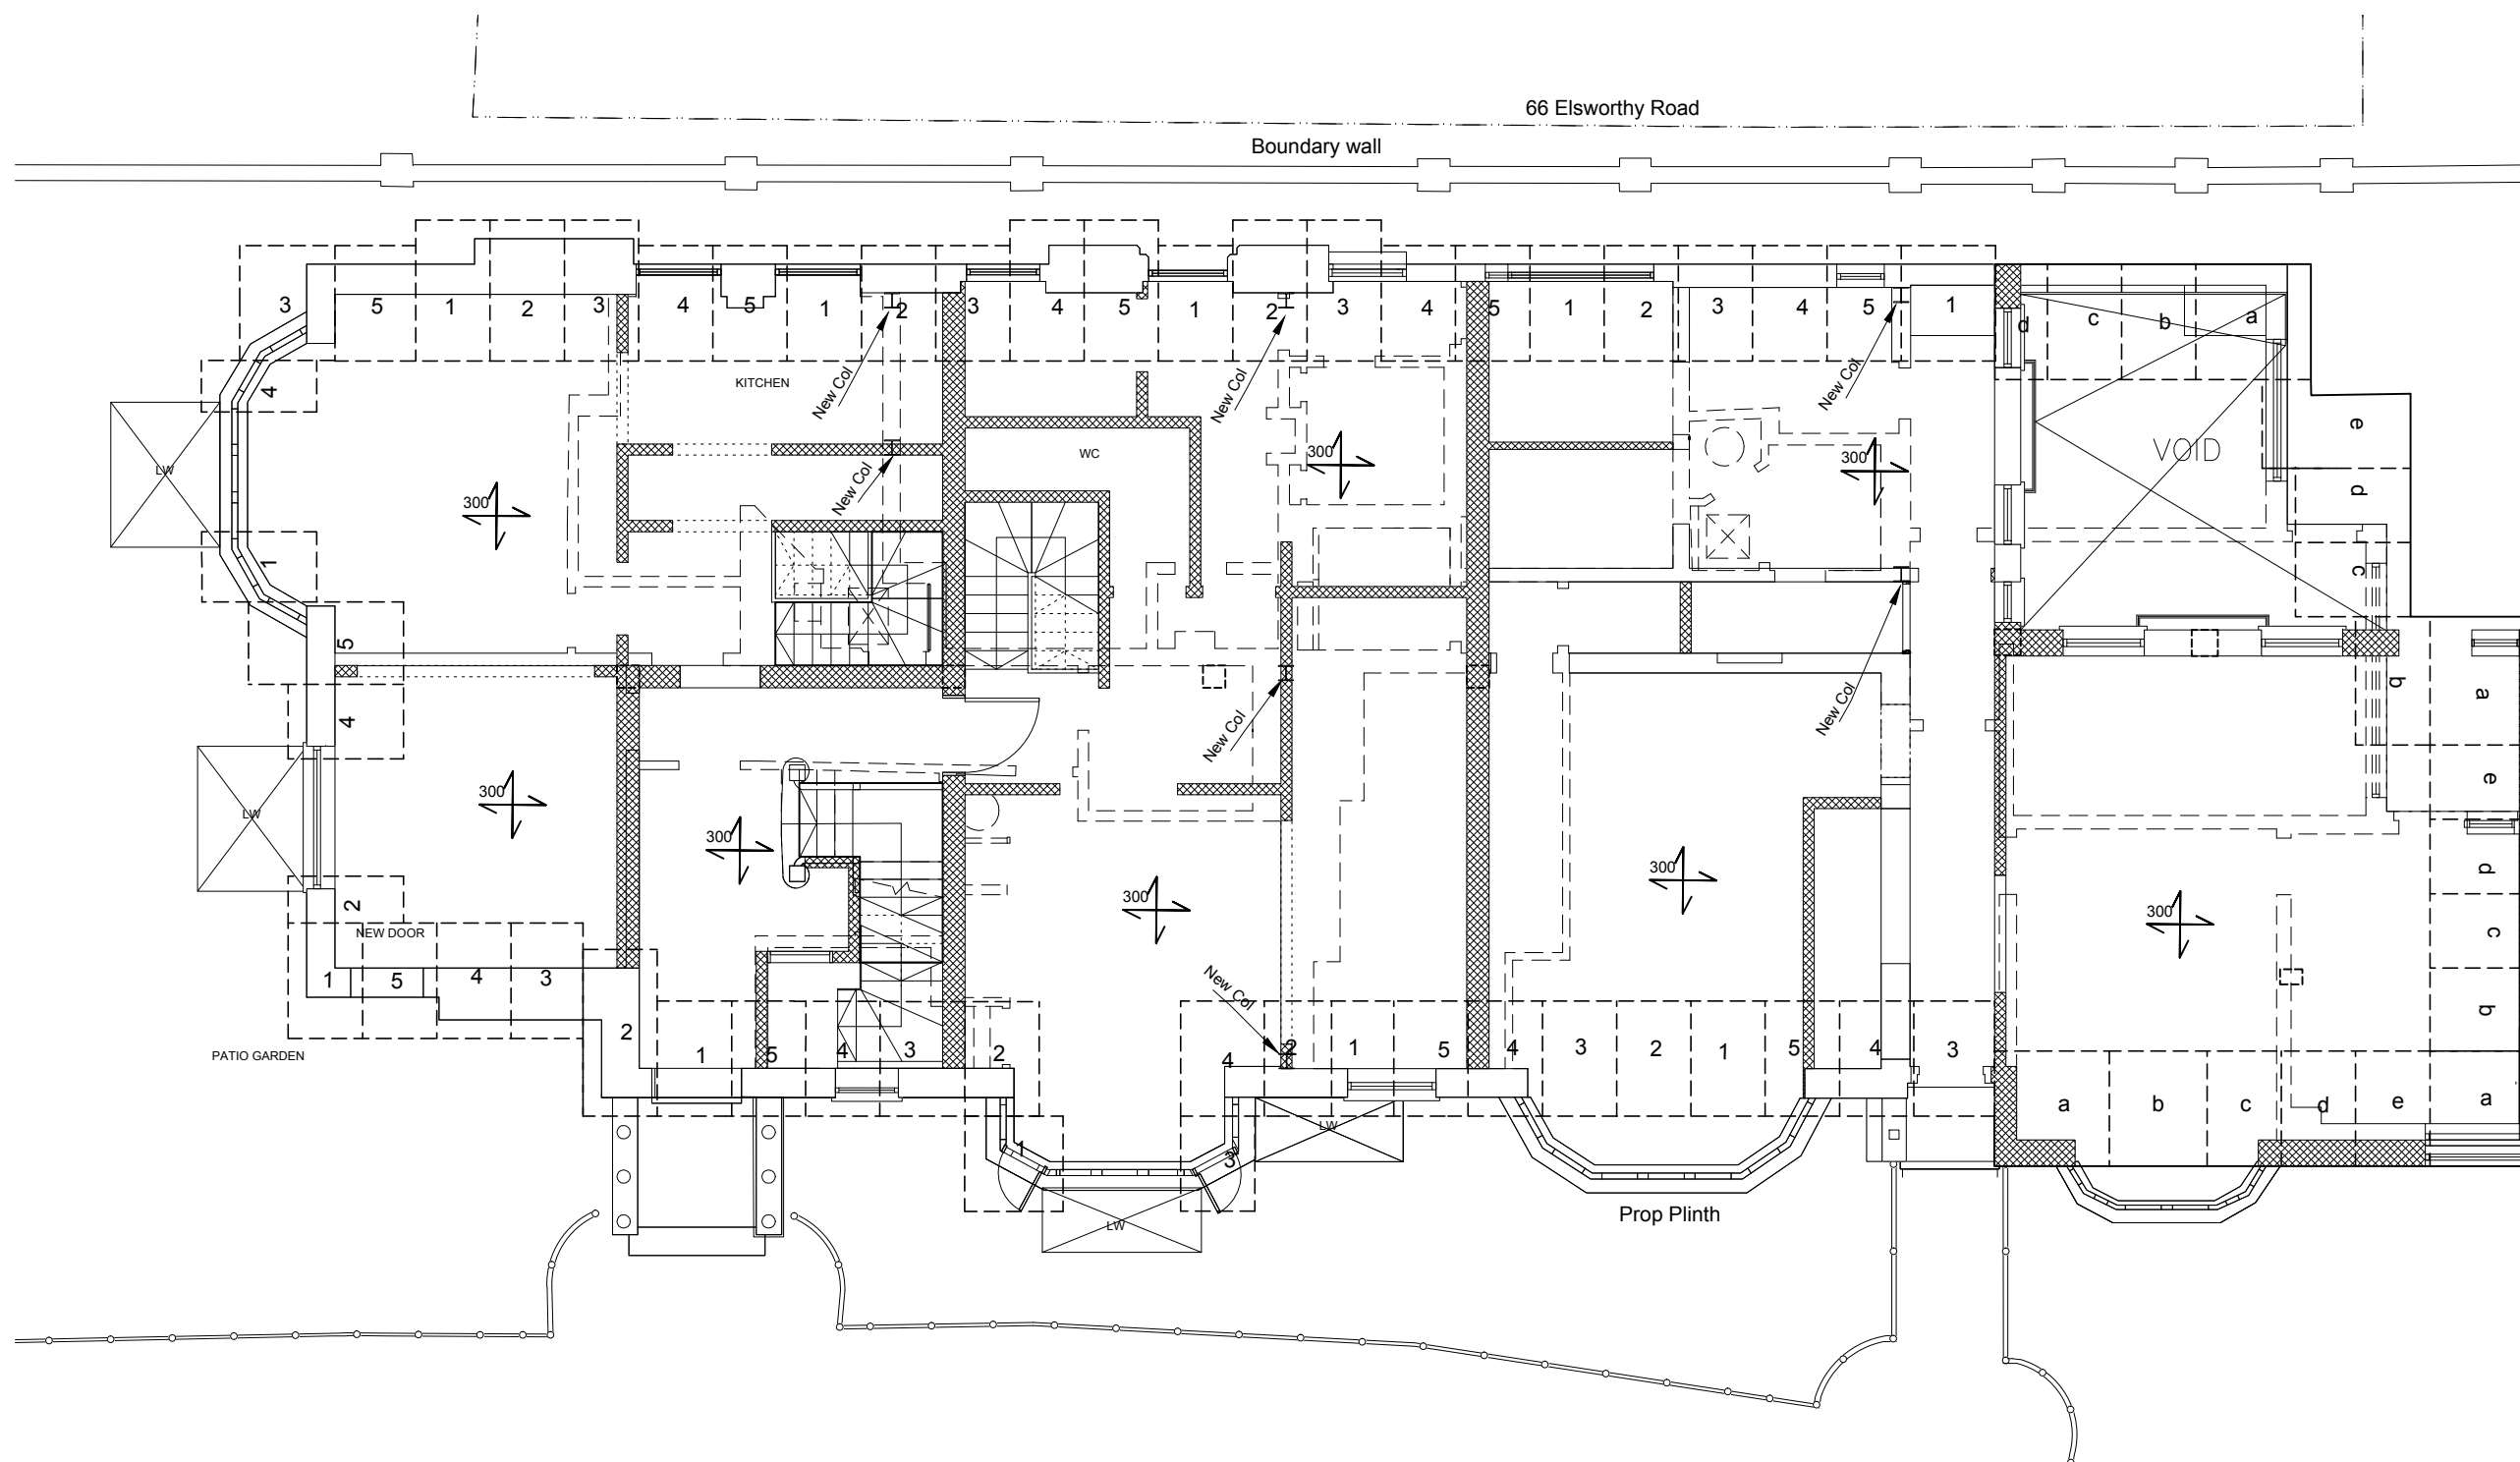 66 Elsworthy Road
Boundary wall
3 5 1 2 3 4 5 1 2 3 4 5 1 2 3 4 5 1 2 3 4 5 1
d c b a
4
KITCHEN
New Col
New Col
New Col
e
LW
WC
300
300
VOID
New Col
300
d
1
c
5
b
a
4
New Col
New Col
e
300
LW
300
300
d
2
300
300
c
NEW DOOR
1 5 4 3
New Col
b
2
PATIO GARDEN
1 5 4 3 2
4 2 1 5 4 3 2 1 5 4 3
a b c d e a
LW
1
3
Prop Plinth
LW